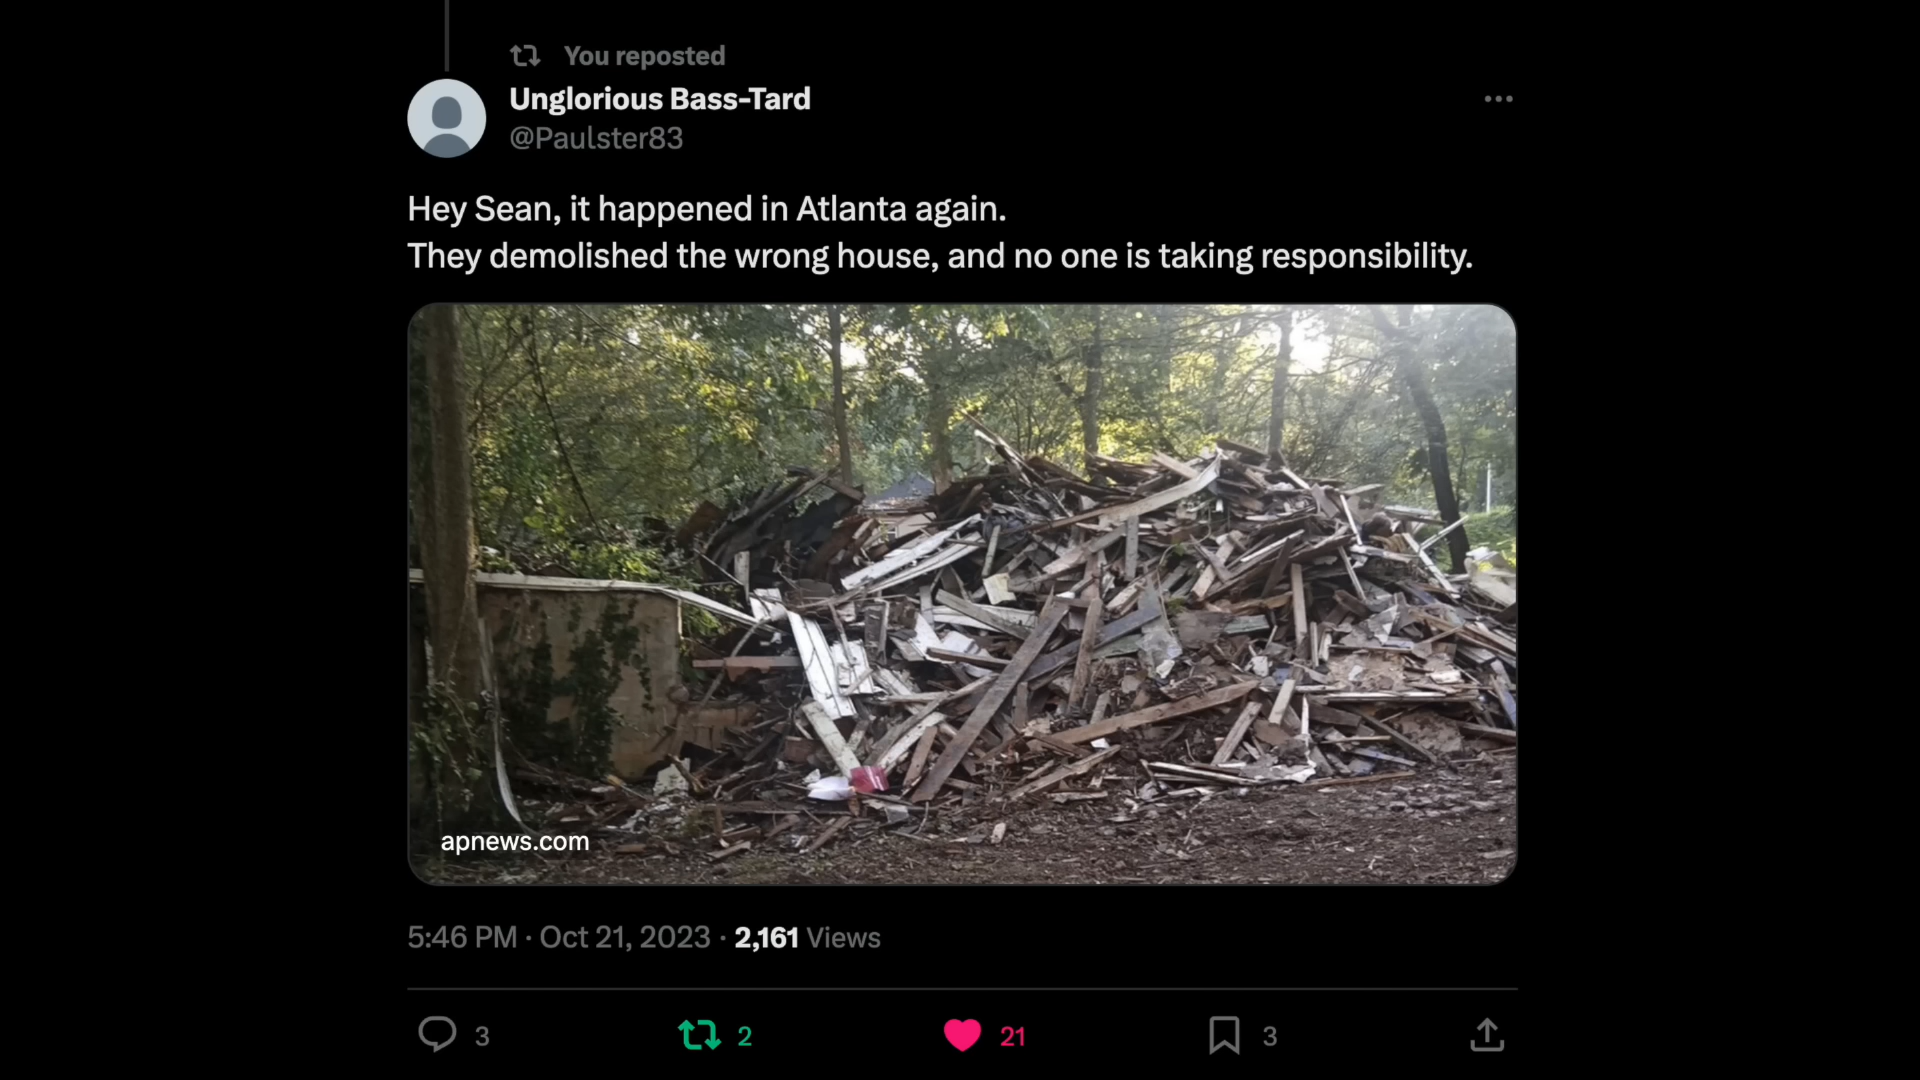 You reposted
Unglorious Bass-Tard
@Paulster83
Hey Sean, it happened in Atlanta again.
They demolished the wrong house, and no one is taking responsibility.
apnews.com
5:46 PM · Oct 21, 2023 · 2,161 Views
3 2 21 3